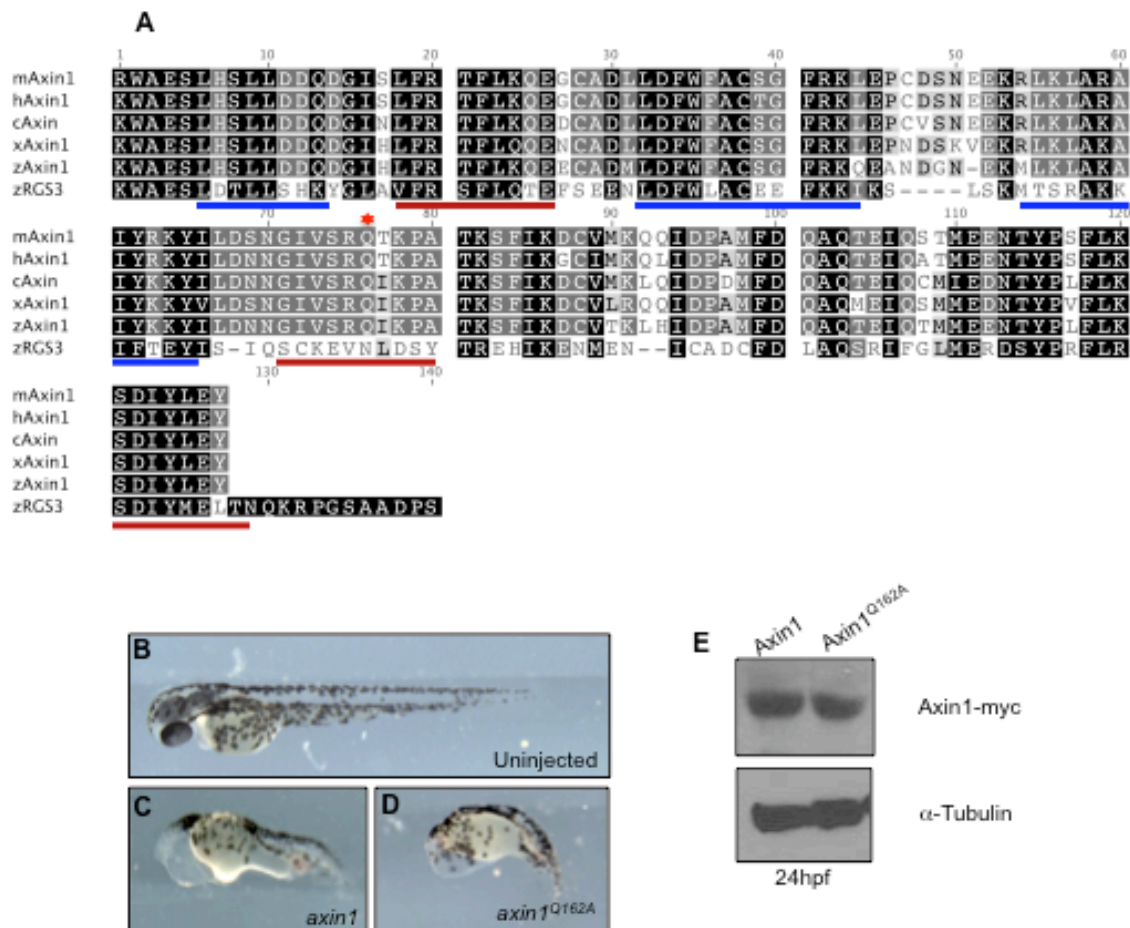 A
1 10 20 30 40 50 60
mAxin1 RWAESLHSLLDDQDGISLFR TFLKQEGCADLLDFWFACSG FRKLEPCDSNEEKRLKLARA
hAxin1 KWAESLHSLLDDQDGISLFR TFLKQEGCADLLDFWFACTG FRKLEPCDSNEEKRLKLAKA
cAxin KWAESLHSLLDDQDGINLFR TFLKQEDCADLLDFWFACSG FRKLEPCVSNEEKRLKLAKA
xAxin1 KWAESLHSLLDDQDGIHLFR TFLQQENCADLLDFWFACSG FRKLEPNDSKVEKRLKLAKA
zAxin1 KWAESLHSLLDDQDGIHLFR TFLKQEECADMLDFWFACSG FRKQEANDGN-EKMLKLAKA
zRGS3 KWAESLDTLLSHKYGLAVFR SFLQTEFSEENLDFWLACEE FKKIKS----LSKMTSRAKK
70 80 90 100 110 120
mAxin1 IYRKYILDSNGIVSRQTKPA TKSFIKDCVMKQQIDPAMFD QAQTEIQSTMEENTYPSFLK
hAxin1 IYRKYILDNNGIVSRQTKPA TKSFIKGCIMKQLIDPAMFD QAQTEIQATMEENTYPSFLK
cAxin IYKKYILDNNGIVSRQIKPA TKSFIKDCVMKLQIDPDMFD QAQTEIQCMIEDNTYPLFLK
xAxin1 IYKKYVLDNNGIVSRQIKPA TKSFIKDCVLRQQIDPAMFD QAQMEIQSMMEDNTYPVFLK
zAxin1 IYKKYILDNNGIVSRQIKPA TKSFIKDCVTKLHIDPAMFD QAQTEIQTMMEENTYPLFLK
zRGS3 IFTEYIS-IQSCKEVNLDSY TREHIKENMEN--ICADCFD LAQSRIFGLMERDSYPRFLR
130 140
mAxin1 SDIYLEY
hAxin1 SDIYLEY
cAxin SDIYLEY
xAxin1 SDIYLEY
zAxin1 SDIYLEY
zRGS3 SDIYMELTNQKRPGSAADPS
B
Uninjected
C
axin1
D
axin1Q162A
E
Axin1 Axin1Q162A
Axin1-myc
α-Tubulin
24hpf